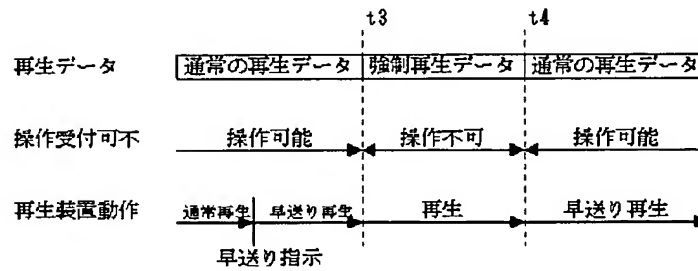 t3 t4
再生データ 通常の再生データ 強制再生データ 通常の再生データ
操作受付可不 操作可能 操作不可 操作可能
再生装置動作 通常再生 早送り再生 再生 早送り再生
早送り指示